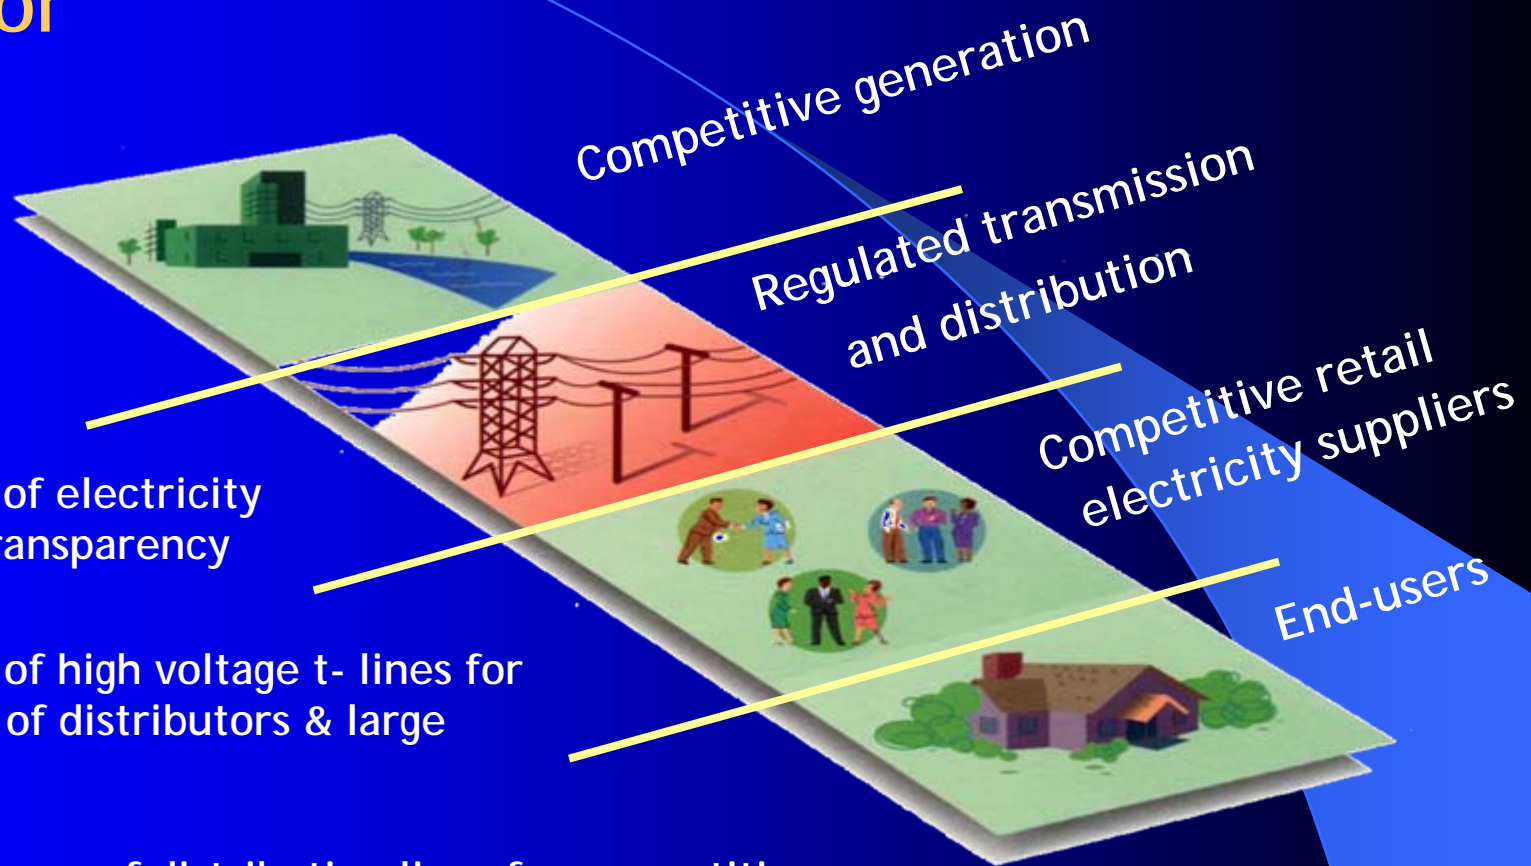 Competitive generation
Regulated transmission
and distribution
Competitive retail
electricity suppliers
End-users
of electricity
of high voltage t- lines for
of distributors & large